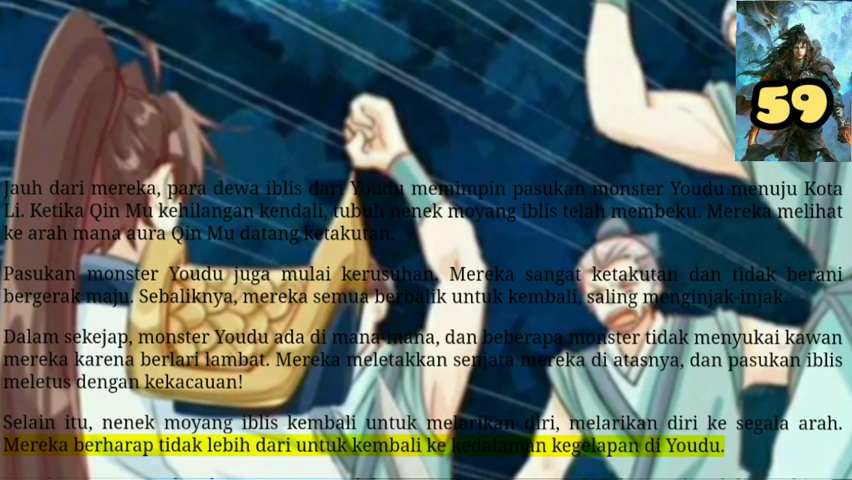 59
Jauh dari mereka, para dewa iblis dari Youdu memimpin pasukan monster Youdu menuju Kota
Li. Ketika Qin Mu kehilangan kendali, tubuh nenek moyang iblis telah membeku. Mereka melihat
ke arah mana aura Qin Mu datang ketakutan.
Pasukan monster Youdu juga mulai kerusuhan. Mereka sangat ketakutan dan tidak berani
bergerak maju. Sebaliknya, mereka semua berbalik untuk kembali, saling menginjak-injak.
Dalam sekejap, monster Youdu ada di mana-mana, dan beberapa monster tidak menyukai kawan
mereka karena berlari lambat. Mereka meletakkan senjata mereka di atasnya, dan pasukan iblis
meletus dengan kekacauan!
Selain itu, nenek moyang iblis kembali untuk melarikan diri, melarikan diri ke segala arah.
Mereka berharap tidak lebih dari untuk kembali ke kedalaman kegelapan di Youdu.